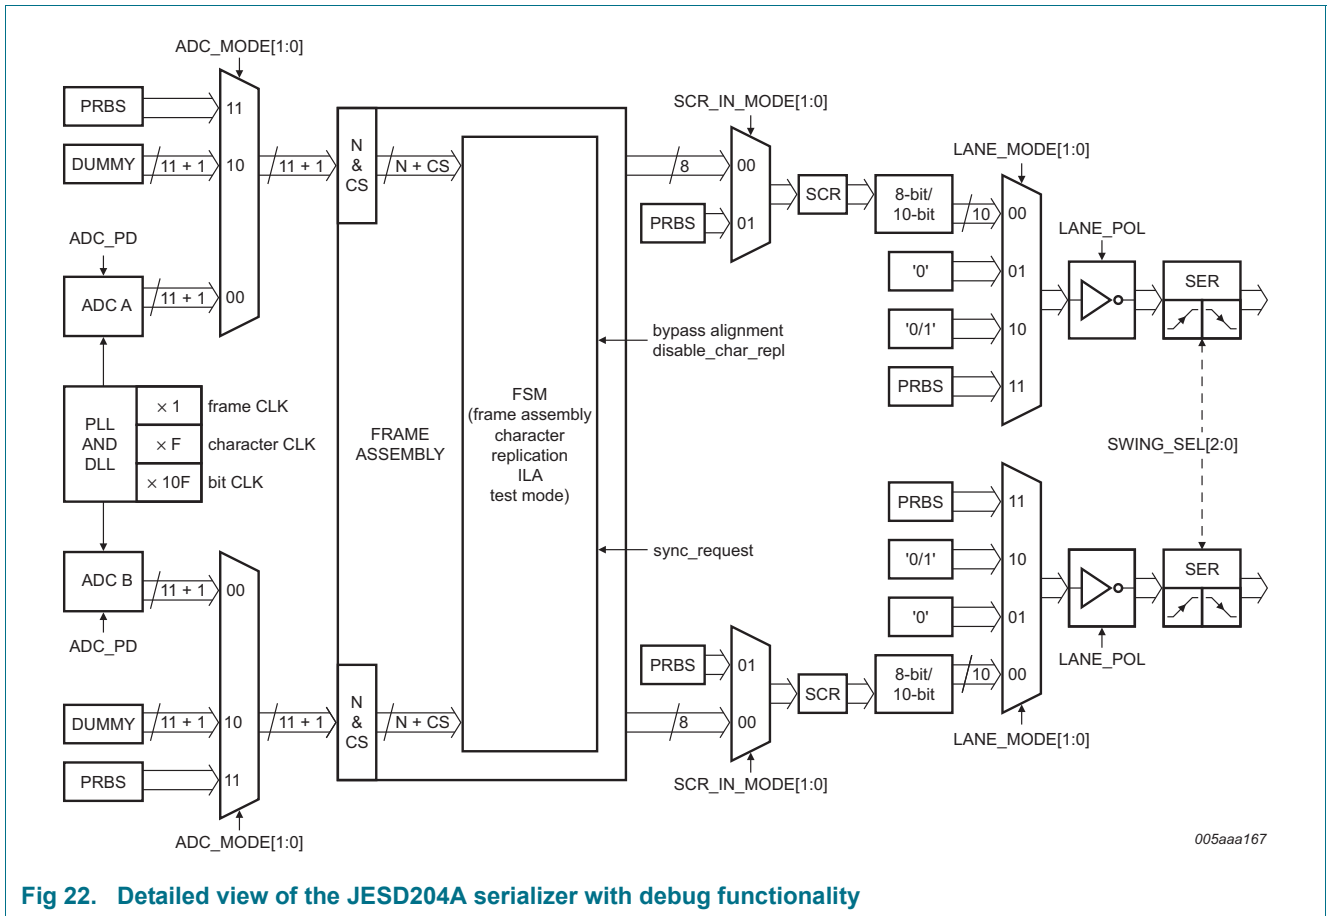 ADC_MODE[1:0]
PRBS
11
DUMMY
11 + 1
10
11 + 1
N
&
CS
N + CS
ADC_PD
ADC A
11 + 1
00
PLL
AND
DLL
× 1
frame CLK
× F
character CLK
× 10F
bit CLK
ADC B
11 + 1
00
ADC_PD
DUMMY
11 + 1
10
11 + 1
N
&
CS
N + CS
PRBS
11
ADC_MODE[1:0]
FRAME
ASSEMBLY
FSM
(frame assembly
character
replication
ILA
test mode)
bypass alignment
disable_char_repl
sync_request
SCR_IN_MODE[1:0]
8
00
PRBS
01
SCR
8-bit/
10-bit
10
LANE_MODE[1:0]
00
'0'
01
'0/1'
10
PRBS
11
LANE_POL
SER
SWING_SEL[2:0]
PRBS
11
'0/1'
10
'0'
01
PRBS
01
8
00
SCR_IN_MODE[1:0]
SCR
8-bit/
10-bit
10
00
LANE_MODE[1:0]
LANE_POL
SER
005aaa167
Fig 22. Detailed view of the JESD204A serializer with debug functionality